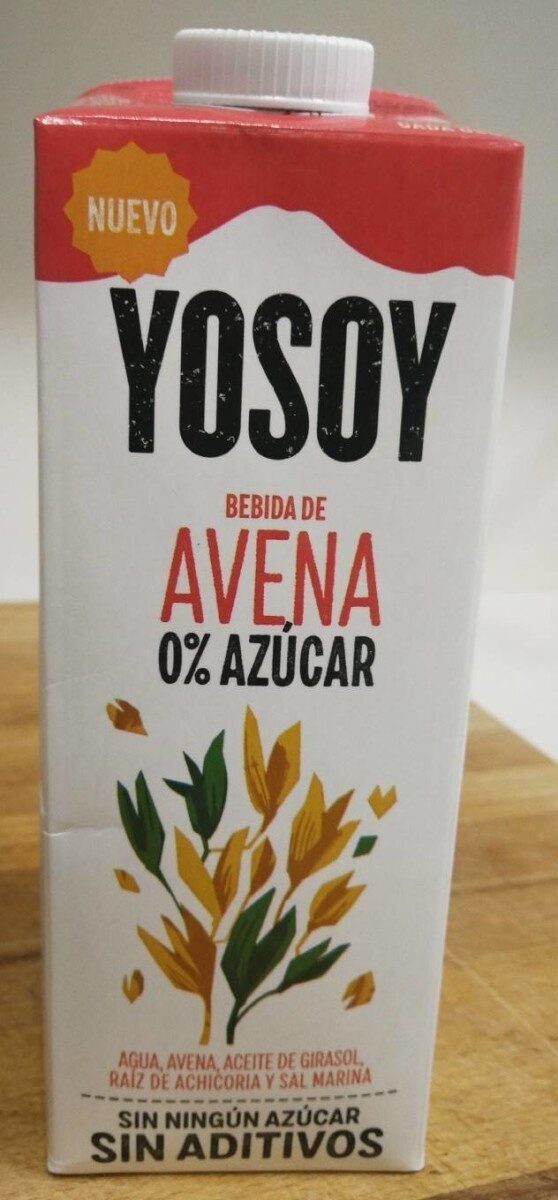 NUEVO
YOSOY
BEBIDA DE
AVENA
0% AZÚCAR
AGUA, AVENA, ACEITE DE GIRASOL,
RAÍZ DE ACHICORIA Y SAL MARINA
SIN NINGÚN AZÚCAR
SIN ADITIVOS